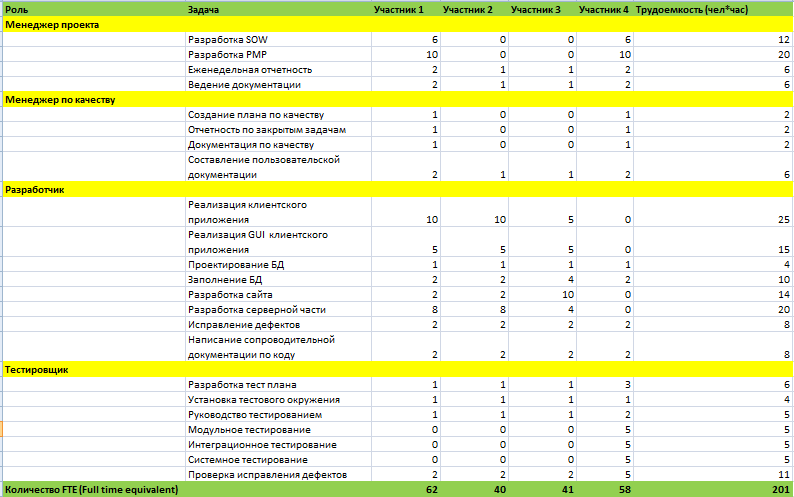 Роль Задача Участник 1 Участник 2 Участник 3 Участник 4 Трудоемкость (чел*час)
Менеджер проекта
Разработка SOW 6 0 0 6 12
Разработка PMP 10 0 0 10 20
Еженедельная отчетность 2 1 1 2 6
Ведение документации 2 1 1 2 6
Менеджер по качеству
Создание плана по качеству 1 0 0 1 2
Отчетность по закрытым задачам 1 0 0 1 2
Документация по качеству 1 0 0 1 2
Составление пользовательской
документации 2 1 1 2 6
Разработчик
Реализация клиентского
приложения 10 10 5 0 25
Реализация GUI клиентского
приложения 5 5 5 0 15
Проектирование БД 1 1 1 1 4
Заполнение БД 2 2 4 2 10
Разработка сайта 2 2 10 0 14
Разработка серверной части 8 8 4 0 20
Исправление дефектов 2 2 2 2 8
Написание сопроводительной
документации по коду 2 2 2 2 8
Тестировщик
Разработка тест плана 1 1 1 3 6
Установка тестового окружения 1 1 1 1 4
Руководство тестированием 1 1 1 2 5
Модульное тестирование 0 0 0 5 5
Интеграционное тестирование 0 0 0 5 5
Системное тестирование 0 0 0 5 5
Проверка исправления дефектов 2 2 2 5 11
Количество FTE (Full time equivalent) 62 40 41 58 201